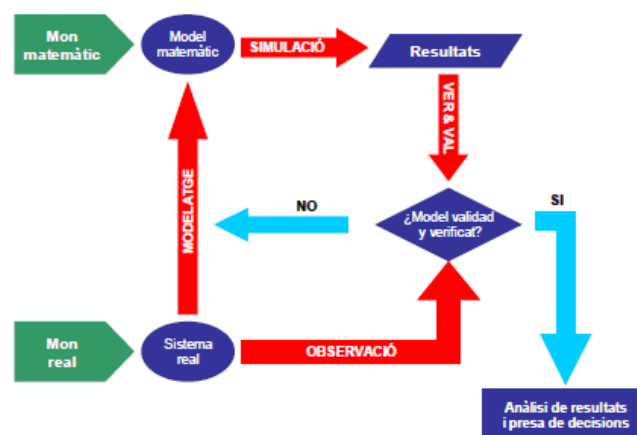 Mon
matemàtic
Model
matemàtic
SIMULACIÓ
Resultats
VER & VAL
MODELATGE
NO
¿Model validad
y verificat?
SI
Mon
real
Sistema
real
OBSERVACIÓ
Anàlisi de resultats
i presa de decisions